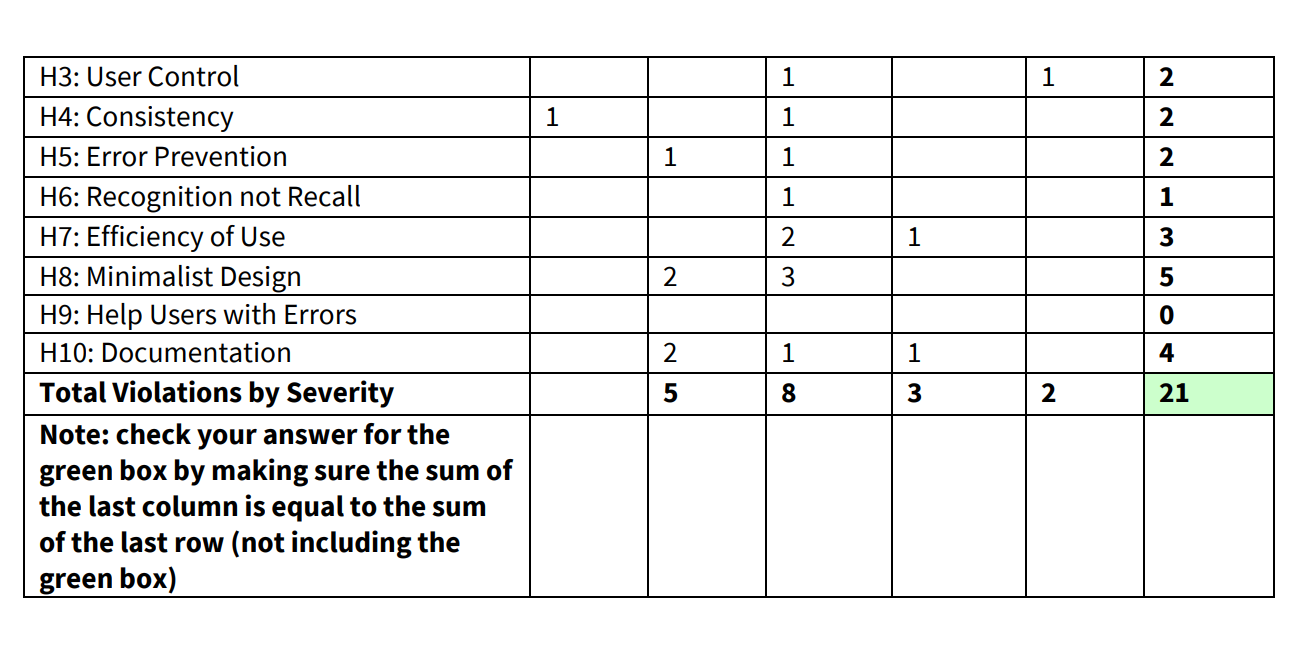 H3: User Control 1 1 2
H4: Consistency 1 1 2
H5: Error Prevention 1 1 2
H6: Recognition not Recall 1 1
H7: Efficiency of Use 2 1 3
H8: Minimalist Design 2 3 5
H9: Help Users with Errors 0
H10: Documentation 2 1 1 4
Total Violations by Severity 5 8 3 2 21
Note: check your answer for the
green box by making sure the sum of
the last column is equal to the sum
of the last row (not including the
green box)